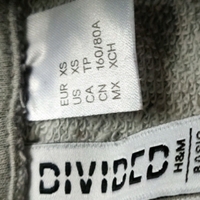 EUR XS
US XS
CA TP
CN 160/80A
MX XCH
DIVIDED
H&M
BASIC